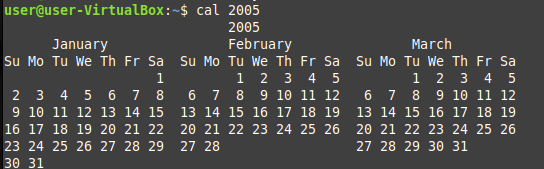 user@user-VirtualBox:~$ cal 2005
                            2005
      January               February               March
Su Mo Tu We Th Fr Sa  Su Mo Tu We Th Fr Sa  Su Mo Tu We Th Fr Sa
                   1         1  2  3  4  5         1  2  3  4  5
 2  3  4  5  6  7  8   6  7  8  9 10 11 12   6  7  8  9 10 11 12
 9 10 11 12 13 14 15  13 14 15 16 17 18 19  13 14 15 16 17 18 19
16 17 18 19 20 21 22  20 21 22 23 24 25 26  20 21 22 23 24 25 26
23 24 25 26 27 28 29  27 28                 27 28 29 30 31
30 31